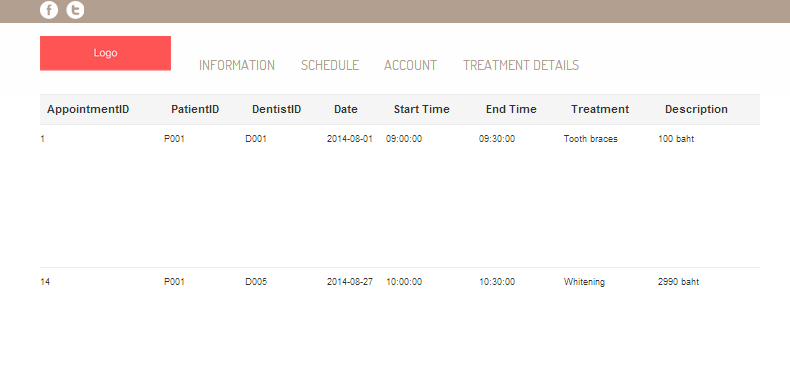 Logo
INFORMATION SCHEDULE ACCOUNT TREATMENT DETAILS
AppointmentID PatientID DentistID Date Start Time End Time Treatment Description
1 P001 D001 2014-08-01 09:00:00 09:30:00 Tooth braces 100 baht
14 P001 D005 2014-08-27 10:00:00 10:30:00 Whitening 2990 baht